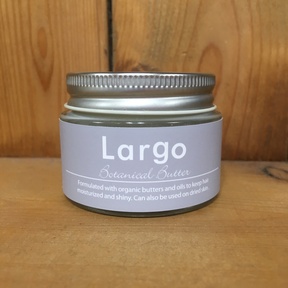 Largo
Botanical Butter
Formulated with organic butters and oils to keep hair
moisturized and shiny. Can also be used on dried skin.